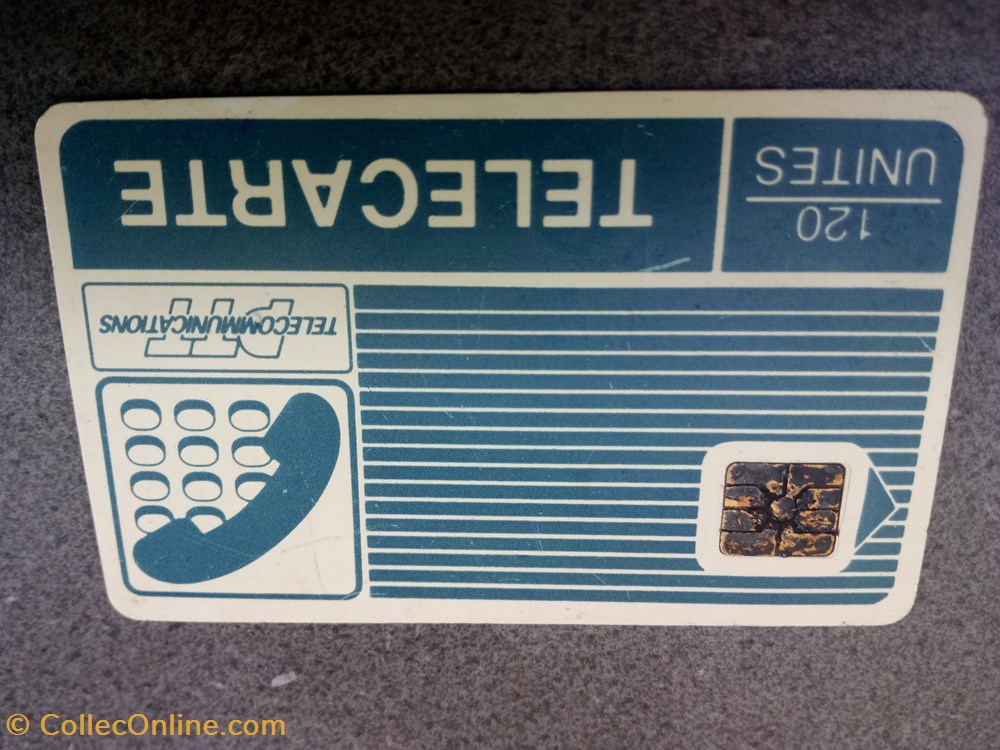 120
UNITES
TELECARTE
PTT
TELECOMMUNICATIONS
© CollecOnline.com